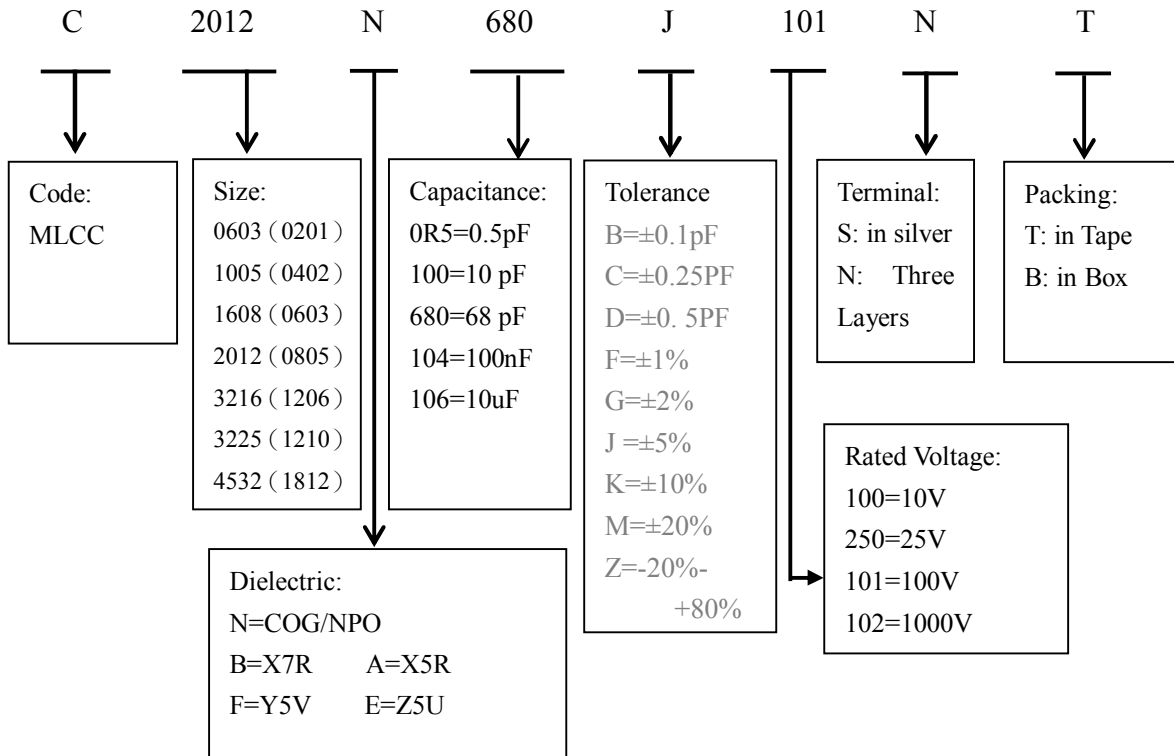 C 2012 N 680 J 101 N T
Code:
MLCC
Size:
0603（0201）
1005（0402）
1608（0603）
2012（0805）
3216（1206）
3225（1210）
4532（1812）
Capacitance:
0R5=0.5pF
100=10 pF
680=68 pF
104=100nF
106=10uF
Tolerance
B=±0.1pF
C=±0.25PF
D=±0. 5PF
F=±1%
G=±2%
J =±5%
K=±10%
M=±20%
Z=-20%-
+80%
Terminal:
S: in silver
N: Three
Layers
Packing:
T: in Tape
B: in Box
Rated Voltage:
100=10V
250=25V
101=100V
102=1000V
Dielectric:
N=COG/NPO
B=X7R A=X5R
F=Y5V E=Z5U